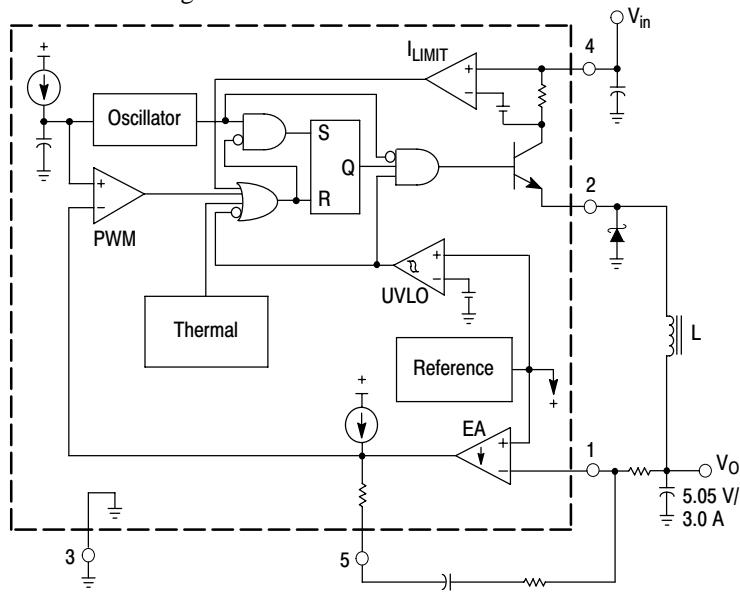 +
V_in
I_LIMIT
4
+
−
Oscillator
S
Q
R
2
+
−
PWM
+
−
UVLO
Thermal
L
Reference
+
+
EA
+
−
1
V_O
5.05 V/
3.0 A
3
5